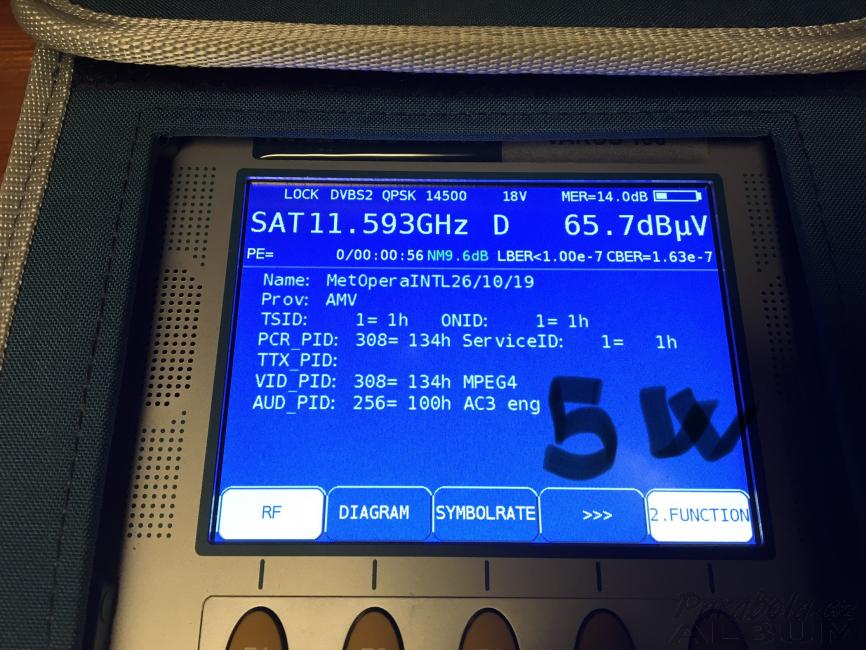 LOCK DVBS2 QPSK 14500 18V MER=14.0dB
SAT11.593GHz D 65.7dBµV
PE= 0/00:00:56 NM9.6dB LBER<1.00e-7 CBER=1.63e-7
Name: MetOperaINTL26/10/19
Prov: AMV
TSID: 1= 1h ONID: 1= 1h
PCR_PID: 308= 134h ServiceID: 1= 1h
TTX_PID:
VID_PID: 308= 134h MPEG4
AUD_PID: 256= 100h AC3 eng
5W
RF DIAGRAM SYMBOLRATE >>> 2.FUNCTION
ALBUM